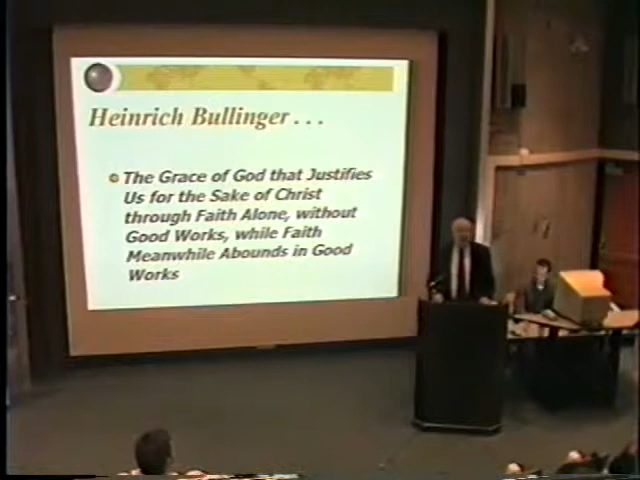 Heinrich Bullinger . . .
The Grace of God that Justifies
Us for the Sake of Christ
through Faith Alone, without
Good Works, while Faith
Meanwhile Abounds in Good
Works